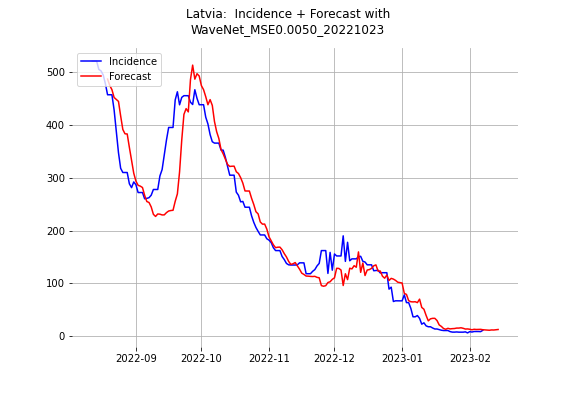 Latvia:  Incidence + Forecast with
WaveNet_MSE0.0050_20221023
Incidence
Forecast
500
400
300
200
100
0
2022-09 2022-10 2022-11 2022-12 2023-01 2023-02